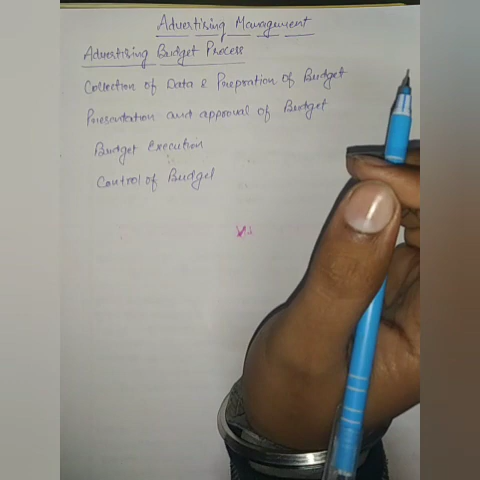 Advertising Management
Advertising Budget Process
Collection of Data & Prepration of Budget
Presentation and approval of Budget
Budget Execution
Control of Budget